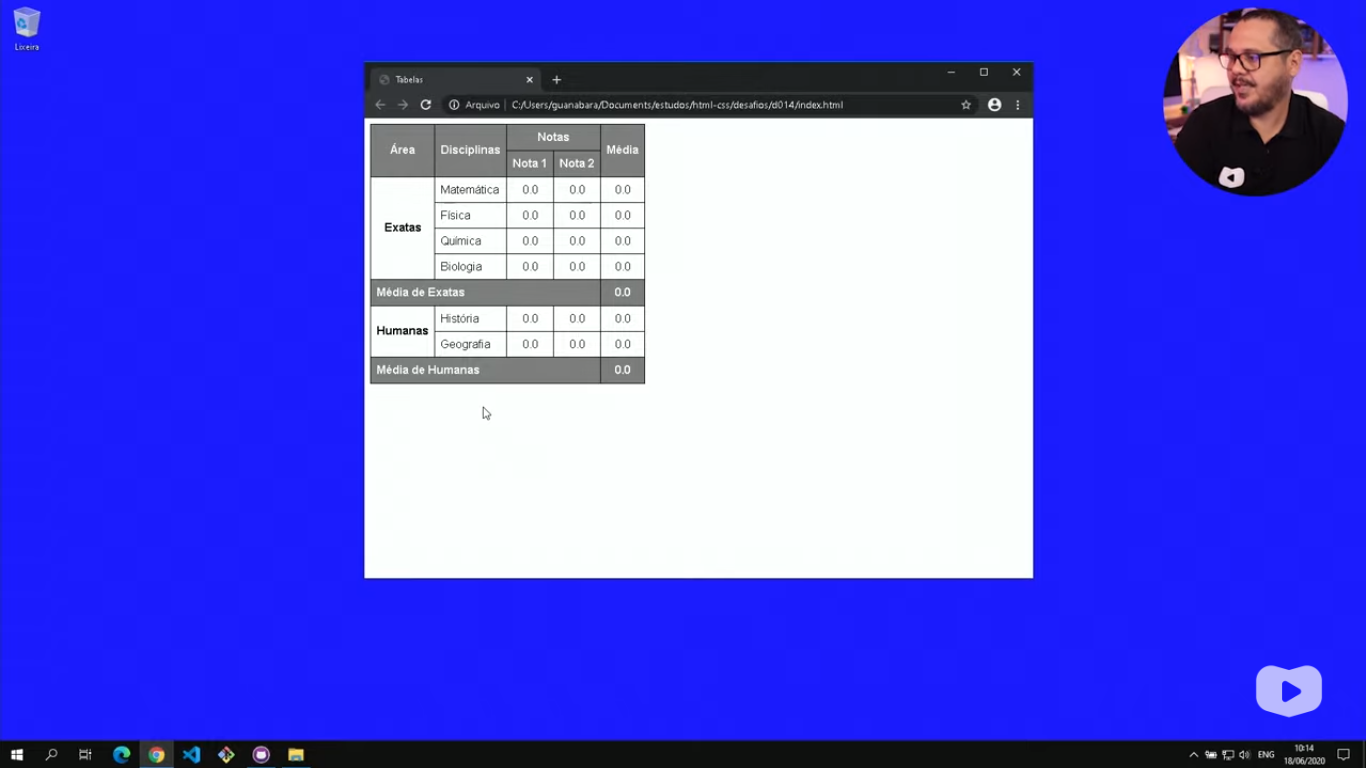 Lixeira
Tabelas
Arquivo C:/Users/guanabara/Documents/estudos/html-css/desafios/d014/index.html
Área Disciplinas Notas Média
Nota 1 Nota 2
Exatas
Matemática 0.0 0.0 0.0
Física 0.0 0.0 0.0
Química 0.0 0.0 0.0
Biologia 0.0 0.0 0.0
Média de Exatas 0.0
Humanas
História 0.0 0.0 0.0
Geografia 0.0 0.0 0.0
Média de Humanas 0.0
ENG
10:14
18/06/2020